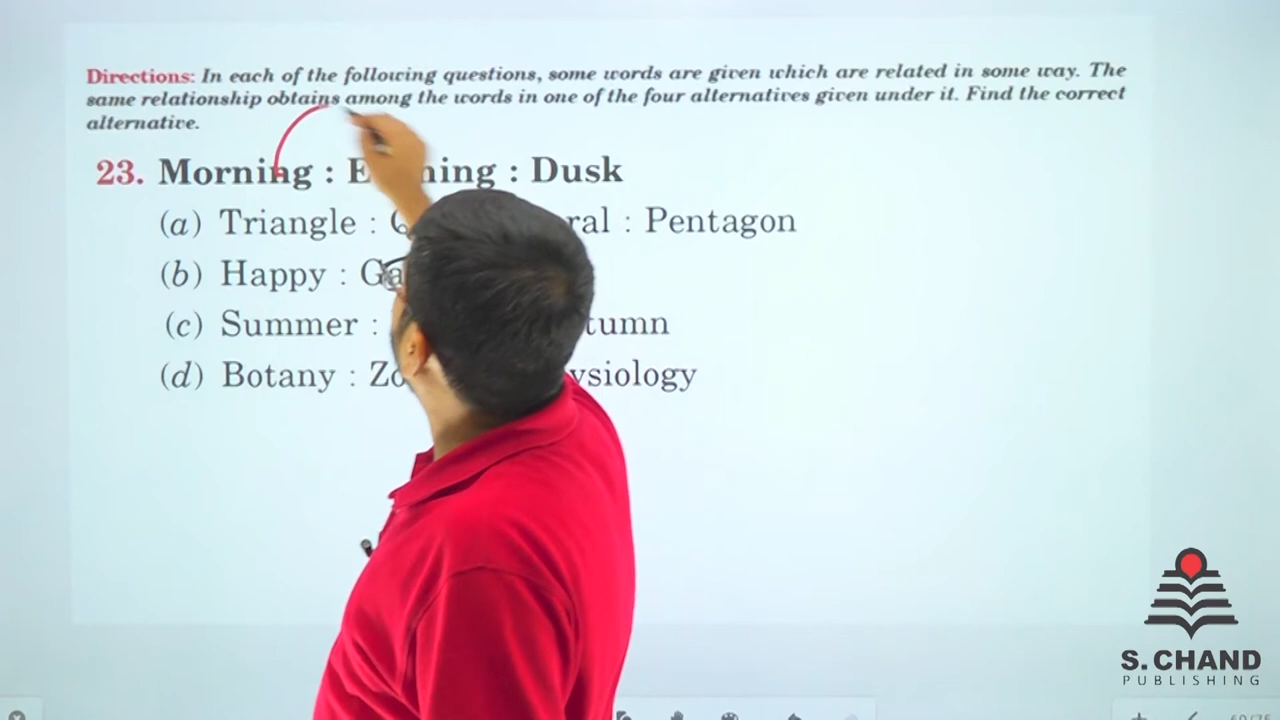 Directions: In each of the following questions, some words are given which are related in some way. The
same relationship obtains among the words in one of the four alternatives given under it. Find the correct
alternative.
23. Morning : E ning : Dusk
(a) Triangle : ral : Pentagon
(b) Happy : Ga
(c) Summer : tumn
(d) Botany : Zo ysiology
S. CHAND
PUBLISHING